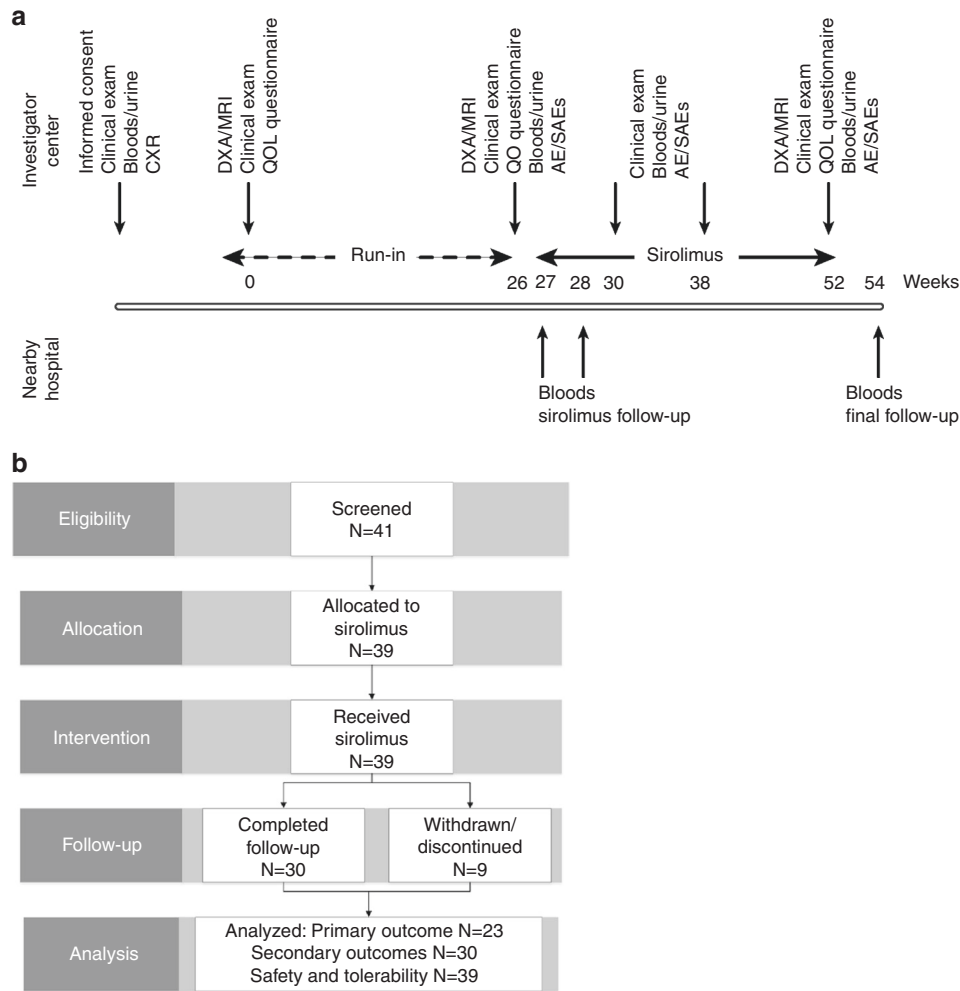 a
Investigator
center
Informed consent
Clinical exam
Bloods/urine
CXR
DXA/MRI
Clinical exam
QOL questionnaire
DXA/MRI
Clinical exam
QO questionnaire
Bloods/urine
AE/SAEs
Clinical exam
Bloods/urine
AE/SAEs
DXA/MRI
Clinical exam
QOL questionnaire
Bloods/urine
AE/SAEs
Run-in
Sirolimus
0 26 27 28 30 38 52 54 Weeks
Nearby
hospital
Bloods
sirolimus follow-up
Bloods
final follow-up
b
Eligibility
Screened
N=41
Allocation
Allocated to
sirolimus
N=39
Intervention
Received
sirolimus
N=39
Follow-up
Completed
follow-up
N=30
Withdrawn/
discontinued
N=9
Analysis
Analyzed: Primary outcome N=23
Secondary outcomes N=30
Safety and tolerability N=39